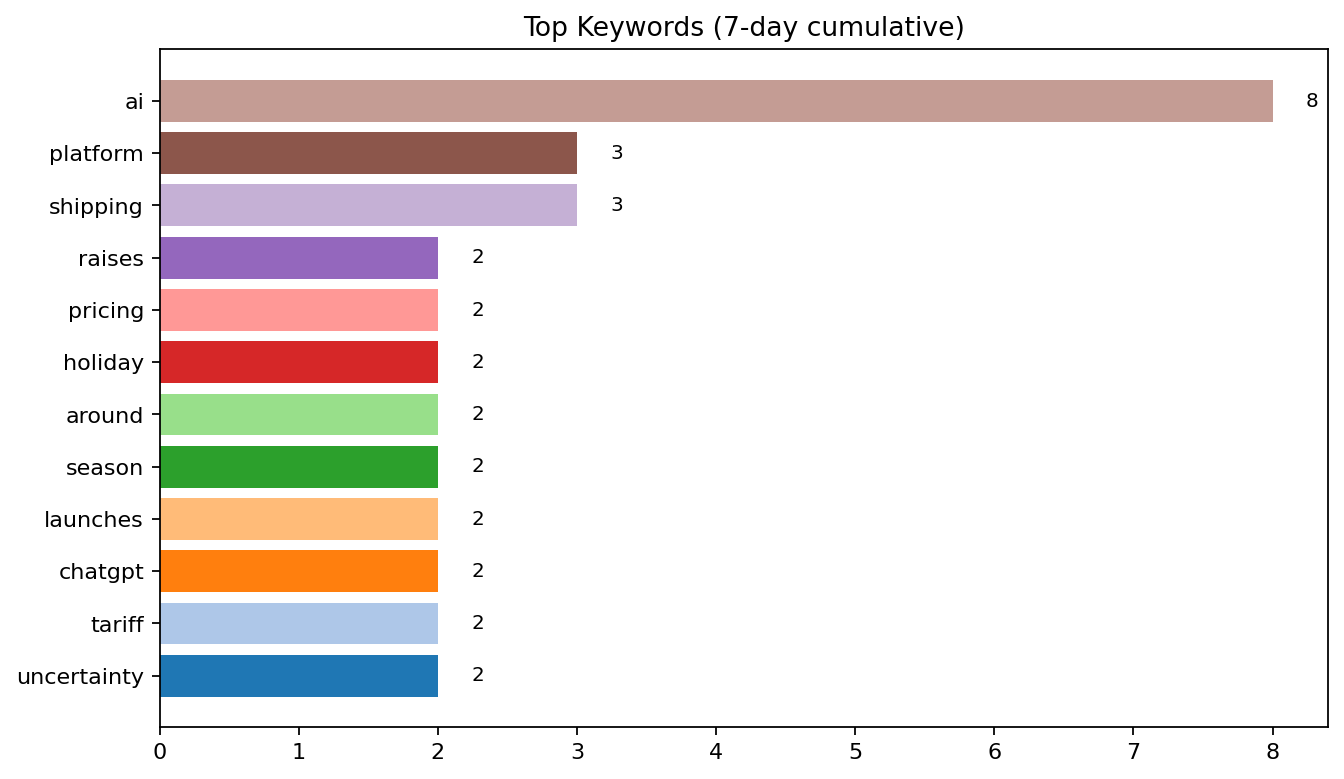 Top Keywords (7-day cumulative)
ai 8
platform 3
shipping 3
raises 2
pricing 2
holiday 2
around 2
season 2
launches 2
chatgpt 2
tariff 2
uncertainty 2
0 1 2 3 4 5 6 7 8